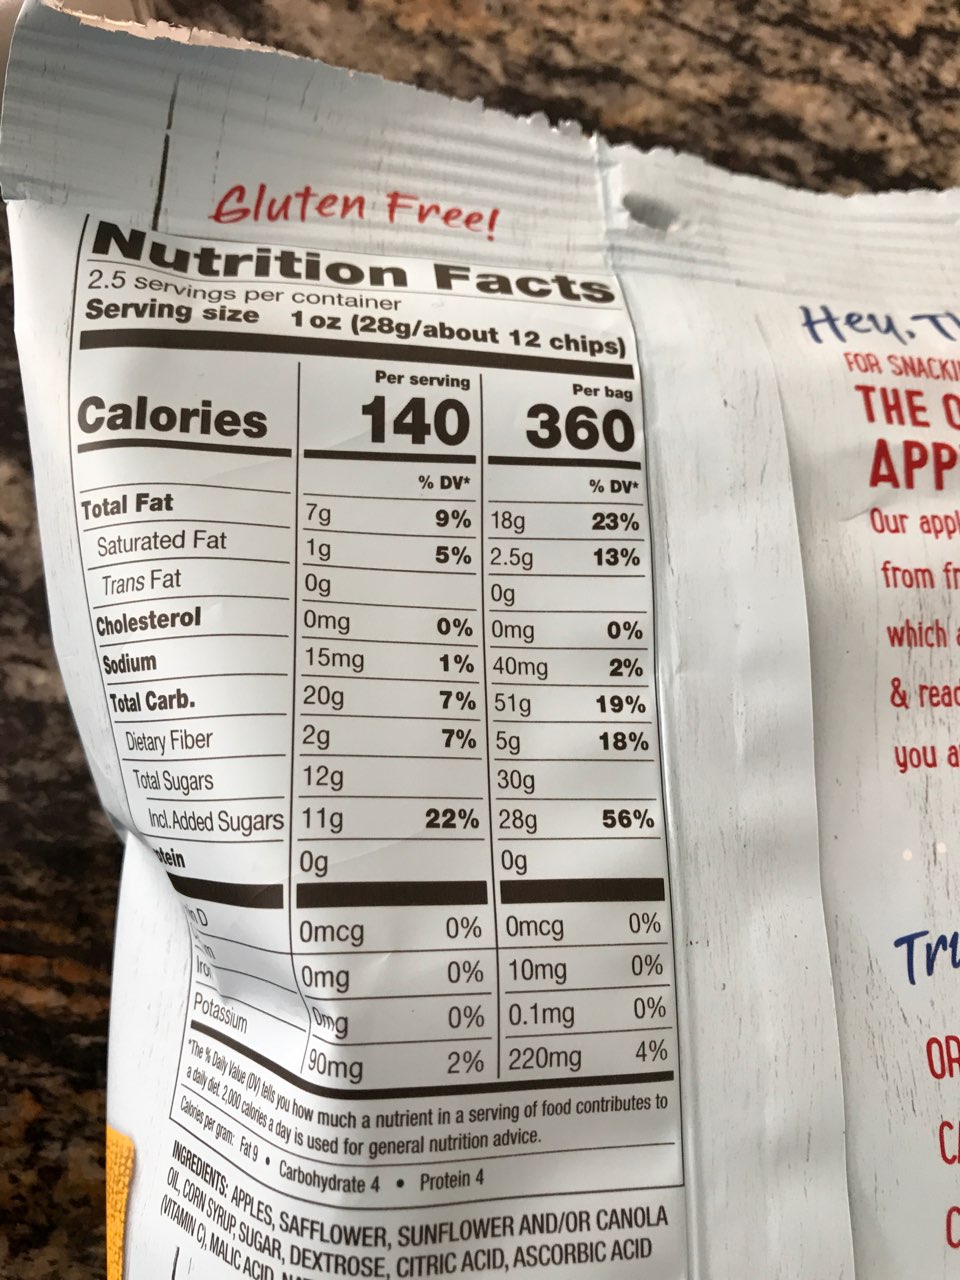 Gluten Free!
Nutrition Facts
2.5 servings per container
Serving size 1 oz (28g/about 12 chips)
Per serving Per bag
Calories 140 360
% DV* % DV*
Total Fat 7g 9% 18g 23%
Saturated Fat 1g 5% 2.5g 13%
Trans Fat 0g 0g
Cholesterol 0mg 0% 0mg 0%
Sodium 15mg 1% 40mg 2%
Total Carb. 20g 7% 51g 19%
Dietary Fiber 2g 7% 5g 18%
Total Sugars 12g 30g
Incl. Added Sugars 11g 22% 28g 56%
tein 0g 0g
D 0mcg 0% 0mcg 0%
0mg 0% 10mg 0%
Iron 0mg 0% 0.1mg 0%
Potassium 90mg 2% 220mg 4%
*The % Daily Value (DV) tells you how much a nutrient in a serving of food contributes to
a daily diet. 2,000 calories a day is used for general nutrition advice.
Calories per gram: Fat 9 • Carbohydrate 4 • Protein 4
INGREDIENTS: APPLES, SAFFLOWER, SUNFLOWER AND/OR CANOLA
OIL, CORN SYRUP, SUGAR, DEXTROSE, CITRIC ACID, ASCORBIC ACID
(VITAMIN C), MALIC ACID,
Hey,
FOR
THE
APP
Our
from
which
& read
you